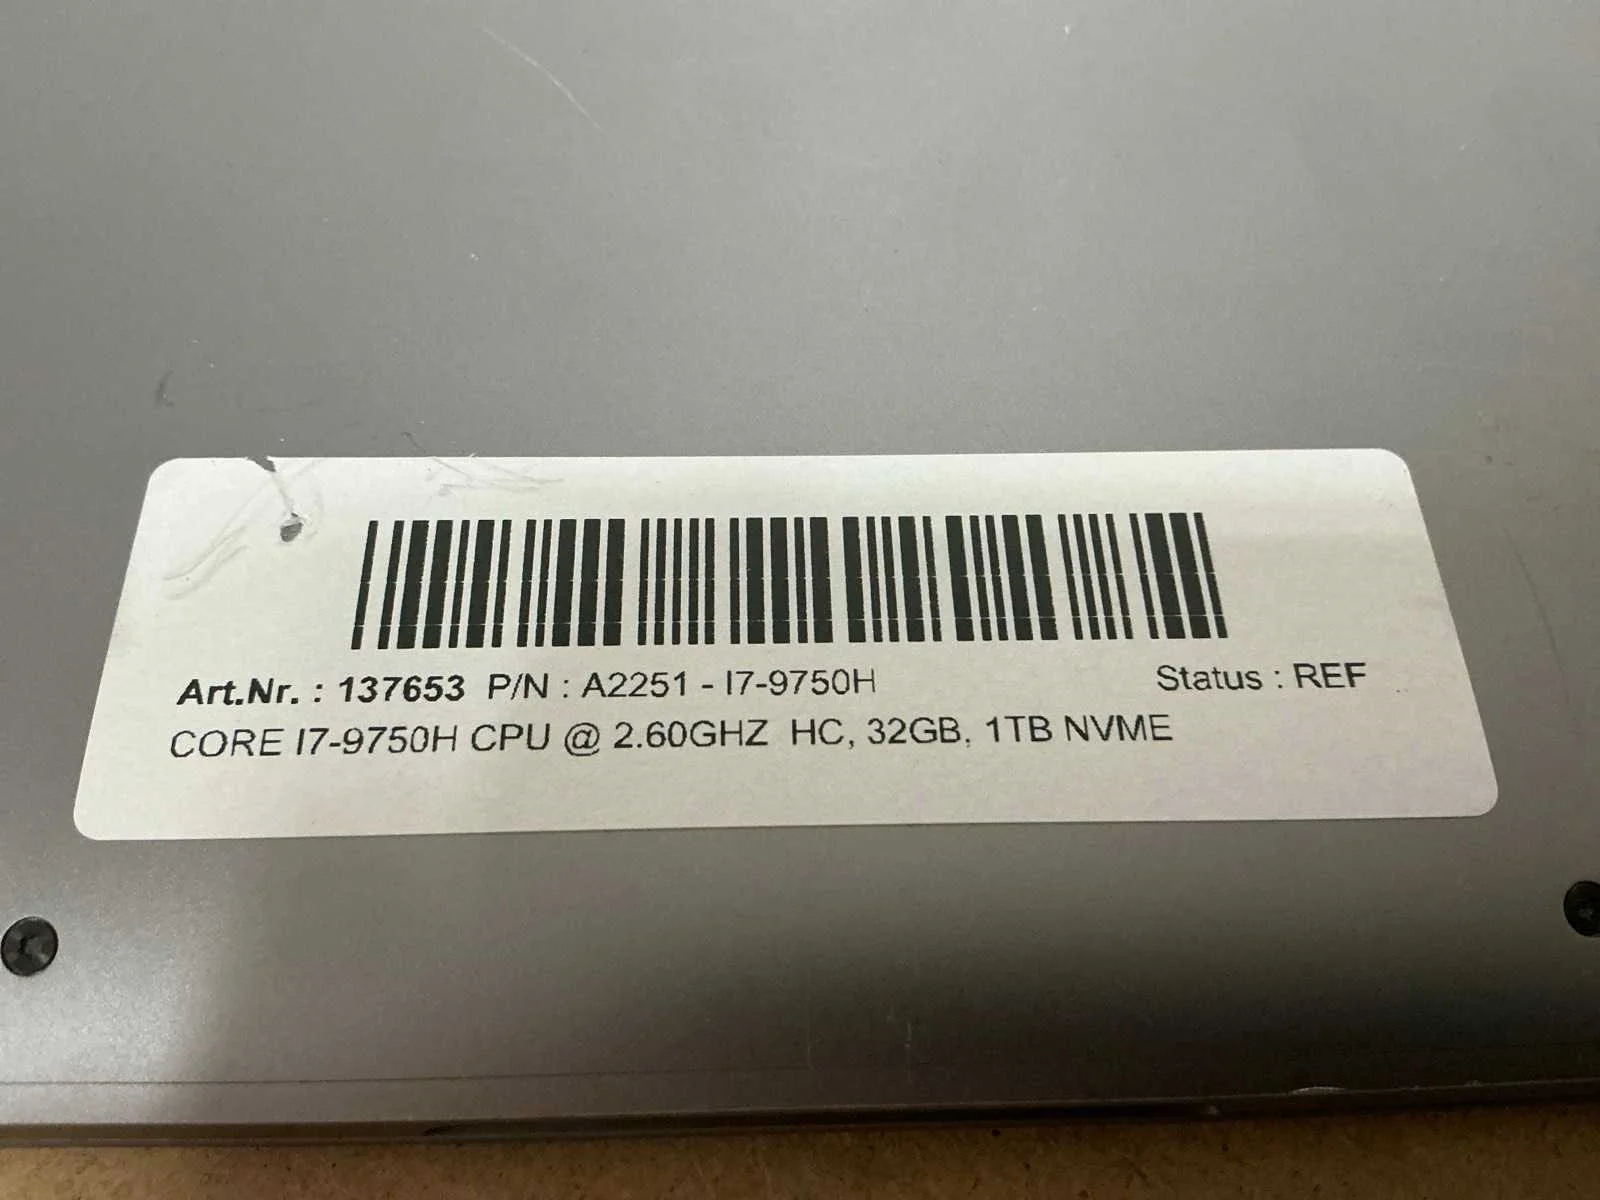 Art.Nr. : 137653 P/N : A2251 - I7-9750H Status : REF
CORE I7-9750H CPU @ 2.60GHZ HC, 32GB, 1TB NVME